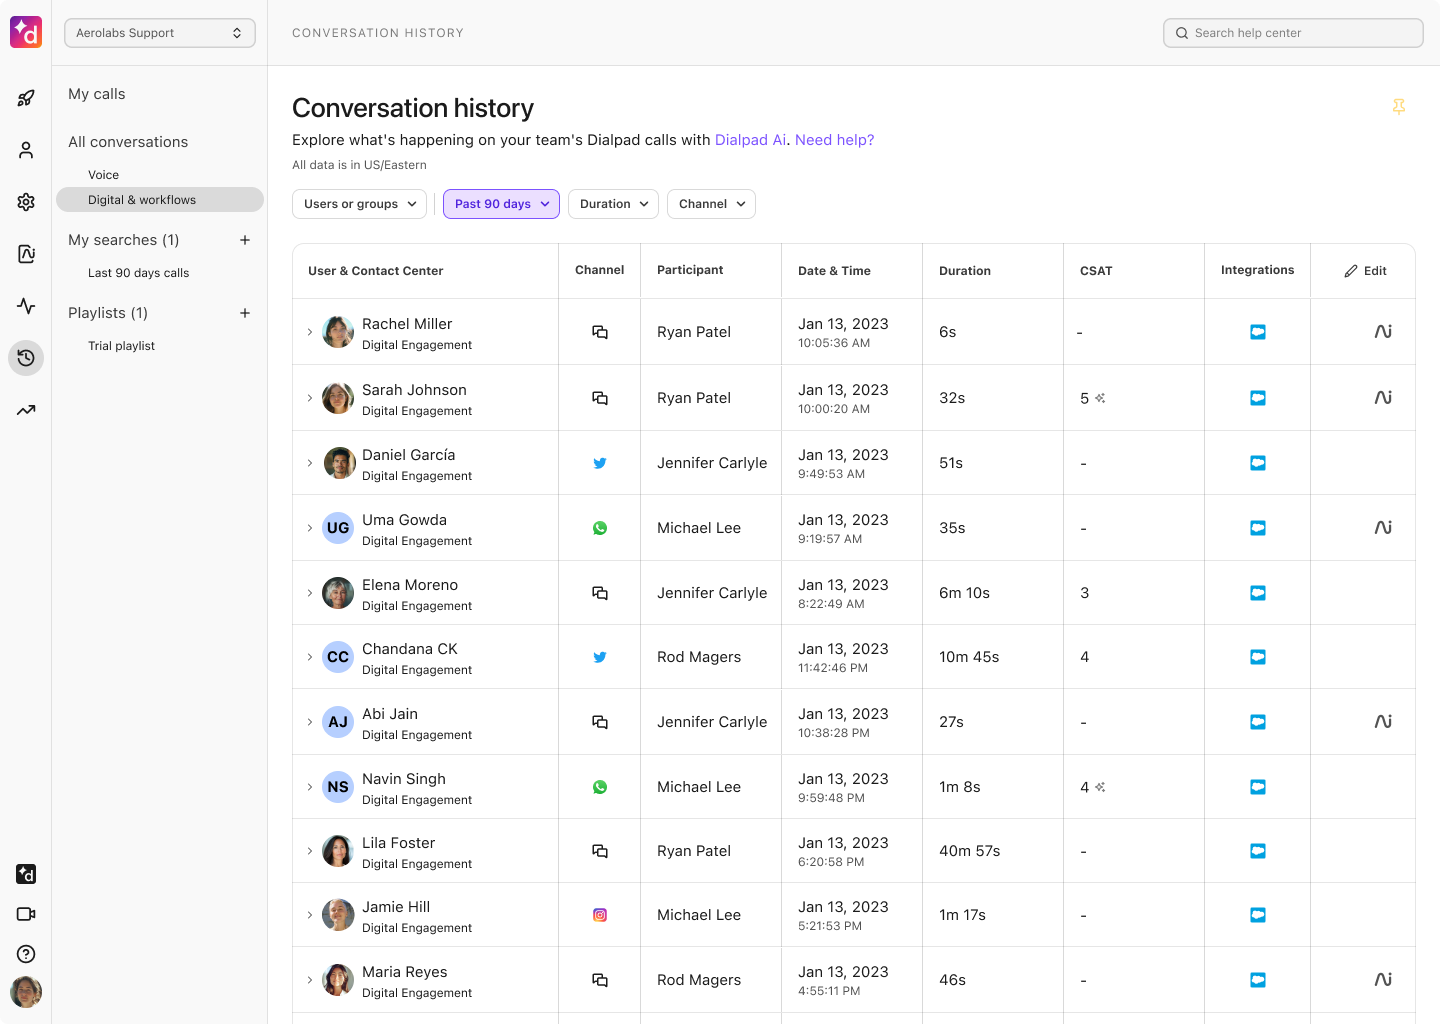 Aerolabs Support
CONVERSATION HISTORY
Search help center
My calls
All conversations
Voice
Digital & workflows
My searches (1)
Last 90 days calls
Playlists (1)
Trial playlist
Conversation history
Explore what's happening on your team's Dialpad calls with Dialpad Ai. Need help?
All data is in US/Eastern
Users or groups
Past 90 days
Duration
Channel
User & Contact Center Channel Participant Date & Time Duration CSAT Integrations Edit
Rachel Miller
Digital Engagement
Ryan Patel
Jan 13, 2023
10:05:36 AM
6s
-
Sarah Johnson
Digital Engagement
Ryan Patel
Jan 13, 2023
10:00:20 AM
32s
5
Daniel García
Digital Engagement
Jennifer Carlyle
Jan 13, 2023
9:49:53 AM
51s
-
UG
Uma Gowda
Digital Engagement
Michael Lee
Jan 13, 2023
9:19:57 AM
35s
-
Elena Moreno
Digital Engagement
Jennifer Carlyle
Jan 13, 2023
8:22:49 AM
6m 10s
3
CC
Chandana CK
Digital Engagement
Rod Magers
Jan 13, 2023
11:42:46 PM
10m 45s
4
AJ
Abi Jain
Digital Engagement
Jennifer Carlyle
Jan 13, 2023
10:38:28 PM
27s
-
NS
Navin Singh
Digital Engagement
Michael Lee
Jan 13, 2023
9:59:48 PM
1m 8s
4
Lila Foster
Digital Engagement
Ryan Patel
Jan 13, 2023
6:20:58 PM
40m 57s
-
Jamie Hill
Digital Engagement
Michael Lee
Jan 13, 2023
5:21:53 PM
1m 17s
-
Maria Reyes
Digital Engagement
Rod Magers
Jan 13, 2023
4:55:11 PM
46s
-